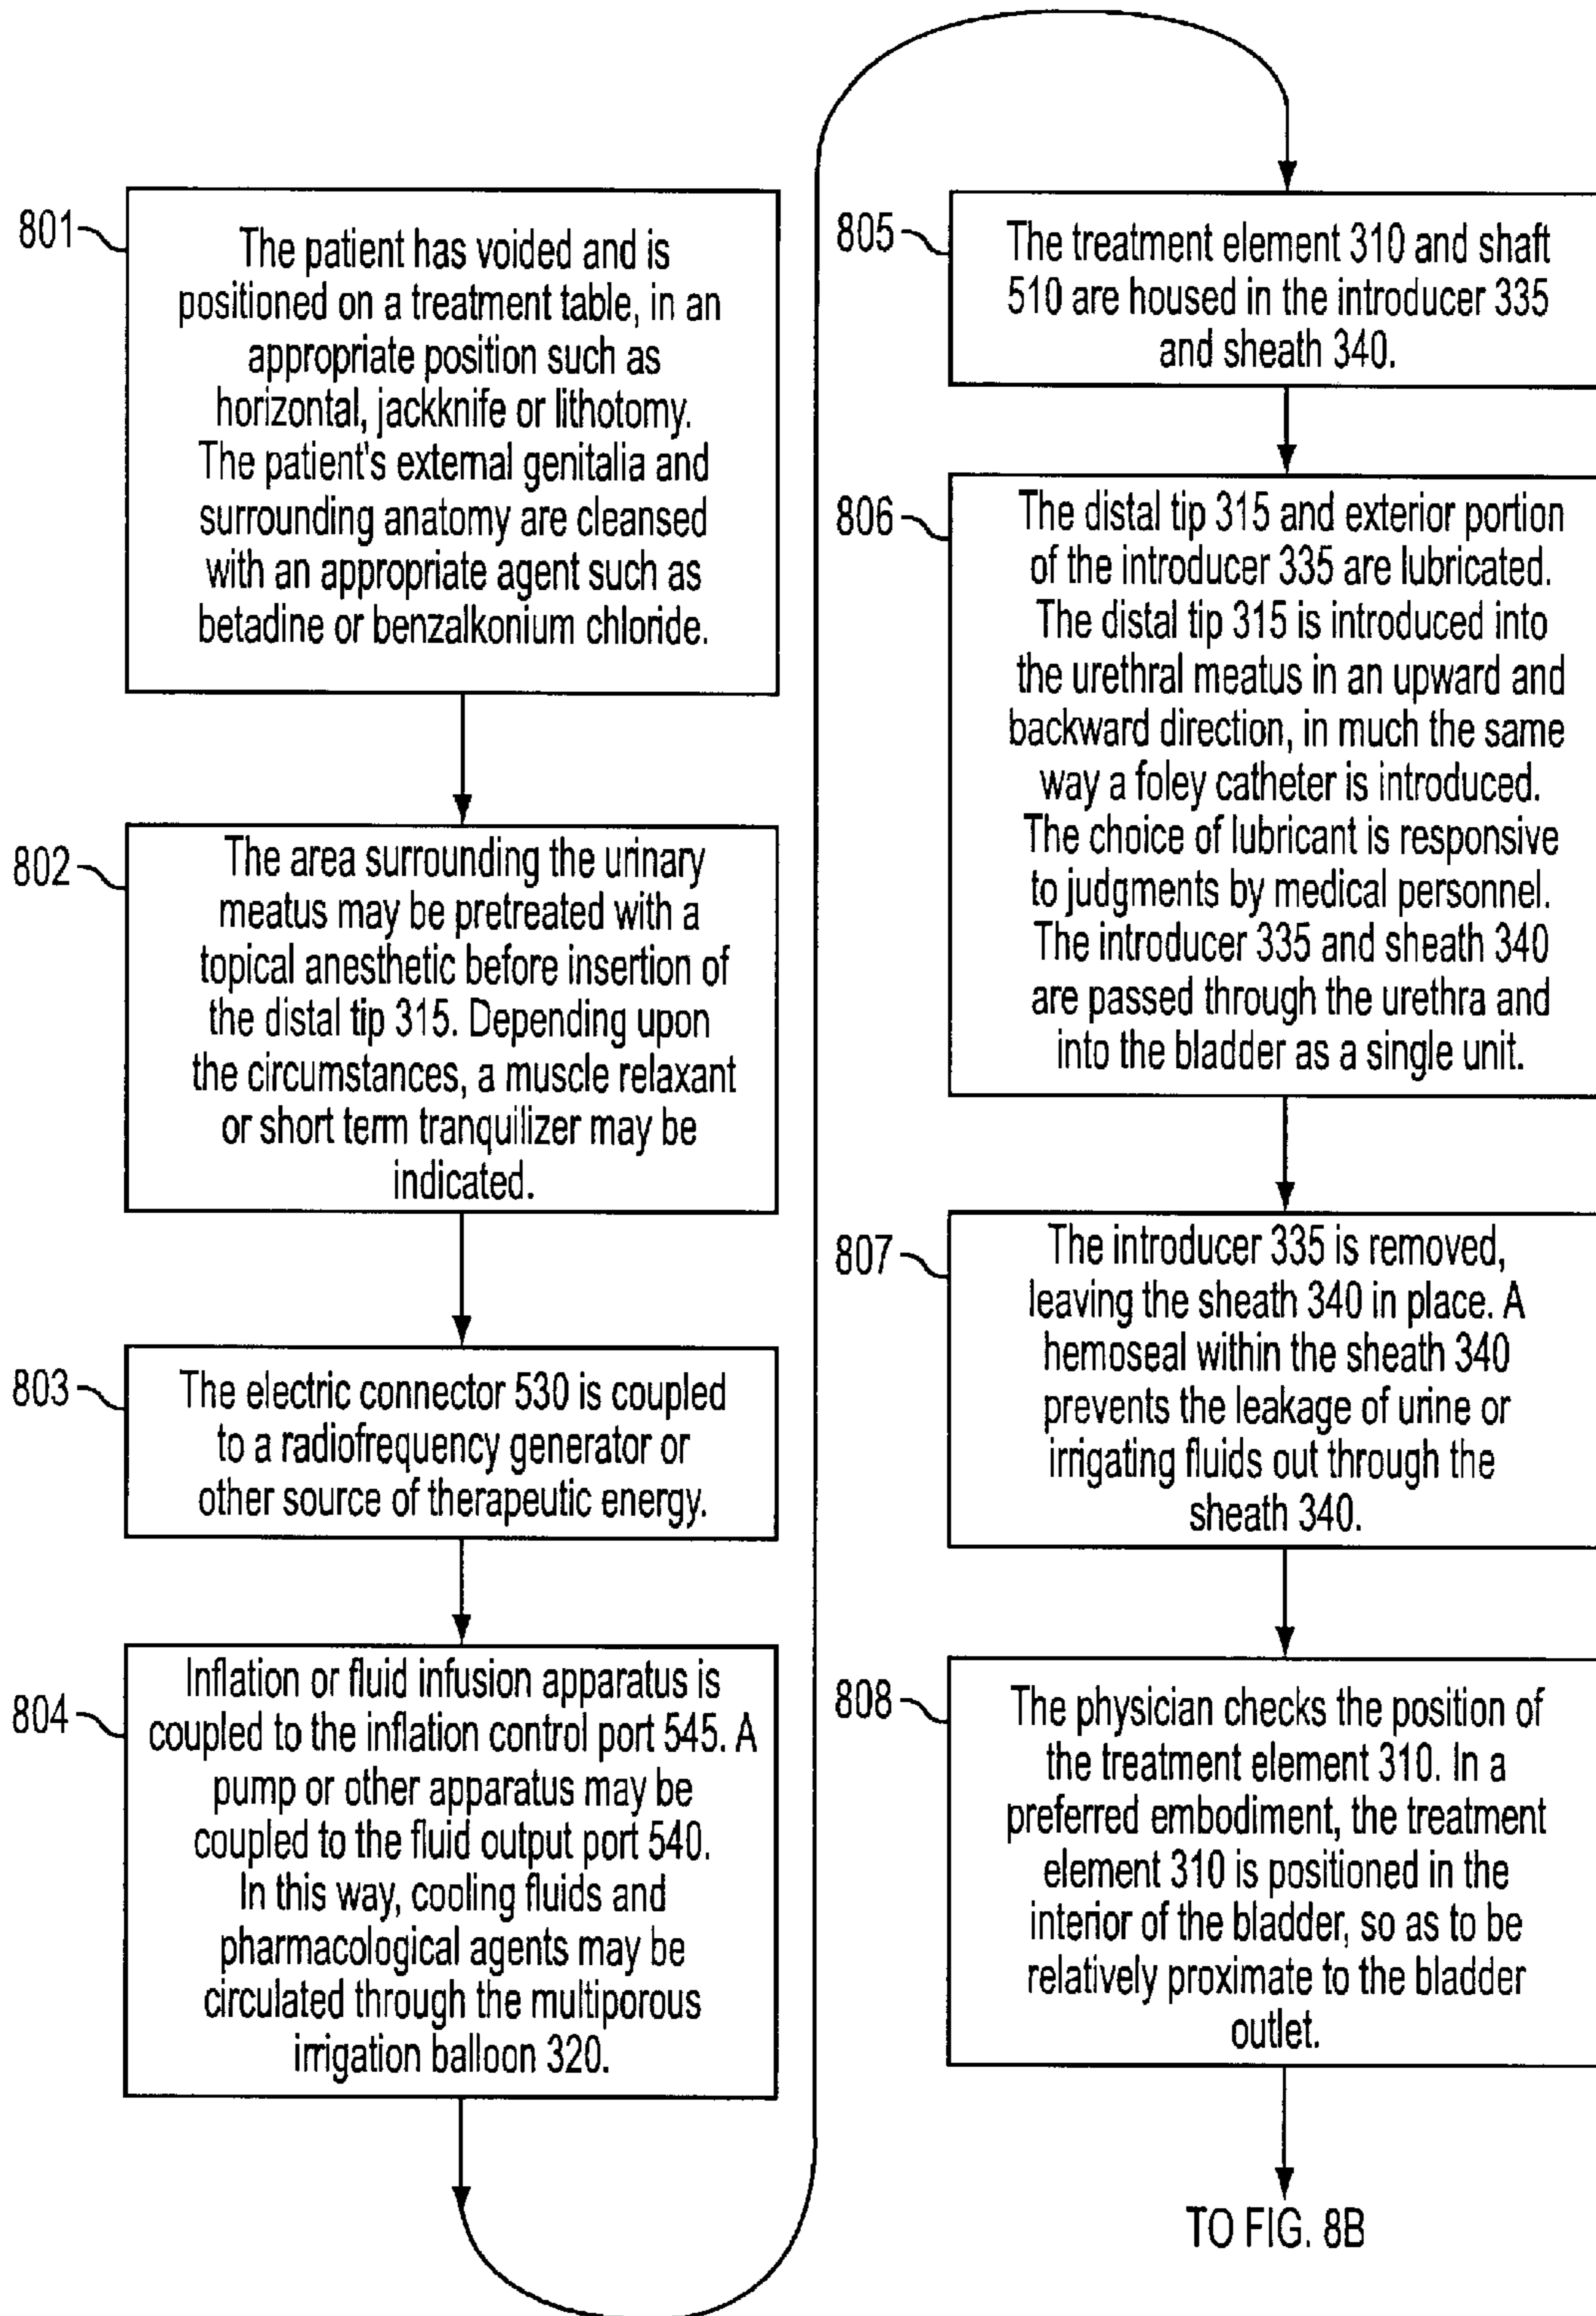 801
The patient has voided and is
positioned on a treatment table, in an
appropriate position such as
horizontal, jackknife or lithotomy.
The patient's external genitalia and
surrounding anatomy are cleansed
with an appropriate agent such as
betadine or benzalkonium chloride.
802
The area surrounding the urinary
meatus may be pretreated with a
topical anesthetic before insertion of
the distal tip 315. Depending upon
the circumstances, a muscle relaxant
or short term tranquilizer may be
indicated.
803
The electric connector 530 is coupled
to a radiofrequency generator or
other source of therapeutic energy.
804
Inflation or fluid infusion apparatus is
coupled to the inflation control port 545. A
pump or other apparatus may be
coupled to the fluid output port 540.
In this way, cooling fluids and
pharmacological agents may be
circulated through the multiporous
irrigation balloon 320.
805
The treatment element 310 and shaft
510 are housed in the introducer 335
and sheath 340.
806
The distal tip 315 and exterior portion
of the introducer 335 are lubricated.
The distal tip 315 is introduced into
the urethral meatus in an upward and
backward direction, in much the same
way a foley catheter is introduced.
The choice of lubricant is responsive
to judgments by medical personnel.
The introducer 335 and sheath 340
are passed through the urethra and
into the bladder as a single unit.
807
The introducer 335 is removed,
leaving the sheath 340 in place. A
hemoseal within the sheath 340
prevents the leakage of urine or
irrigating fluids out through the
sheath 340.
808
The physician checks the position of
the treatment element 310. In a
preferred embodiment, the treatment
element 310 is positioned in the
interior of the bladder, so as to be
relatively proximate to the bladder
outlet.
TO FIG. 8B